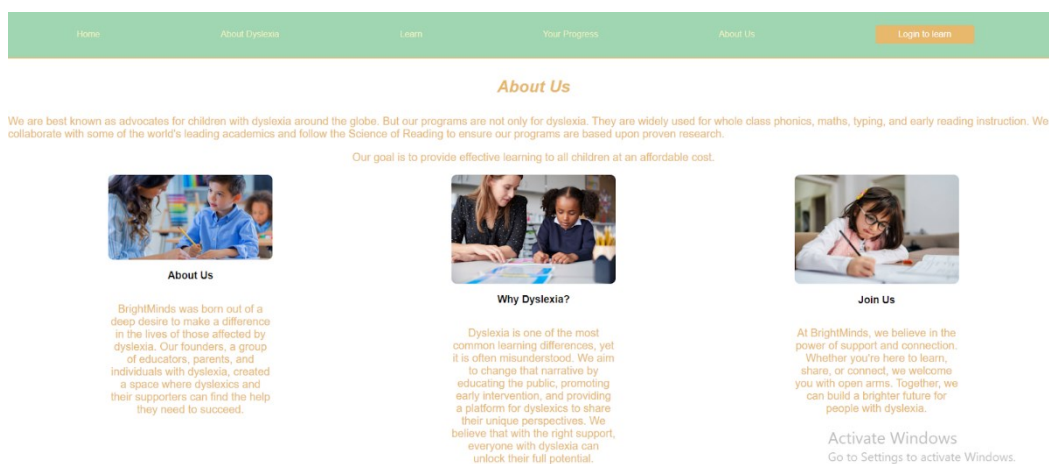 Home About Dyslexia Learn Your Progress About Us Login to learn
About Us
We are best known as advocates for children with dyslexia around the globe. But our programs are not only for dyslexia. They are widely used for whole class phonics, maths, typing, and early reading instruction. We
collaborate with some of the world's leading academics and follow the Science of Reading to ensure our programs are based upon proven research.
Our goal is to provide effective learning to all children at an affordable cost.
About Us
BrightMinds was born out of a
deep desire to make a difference
in the lives of those affected by
dyslexia. Our founders, a group
of educators, parents, and
individuals with dyslexia, created
a space where dyslexics and
their supporters can find the help
they need to succeed.
Why Dyslexia?
Dyslexia is one of the most
common learning differences, yet
it is often misunderstood. We aim
to change that narrative by
educating the public, promoting
early intervention, and providing
a platform for dyslexics to share
their unique perspectives. We
believe that with the right support,
everyone with dyslexia can
unlock their full potential.
Join Us
At BrightMinds, we believe in the
power of support and connection.
Whether you're here to learn,
share, or connect, we welcome
you with open arms. Together, we
can build a brighter future for
people with dyslexia.
Activate Windows
Go to Settings to activate Windows.